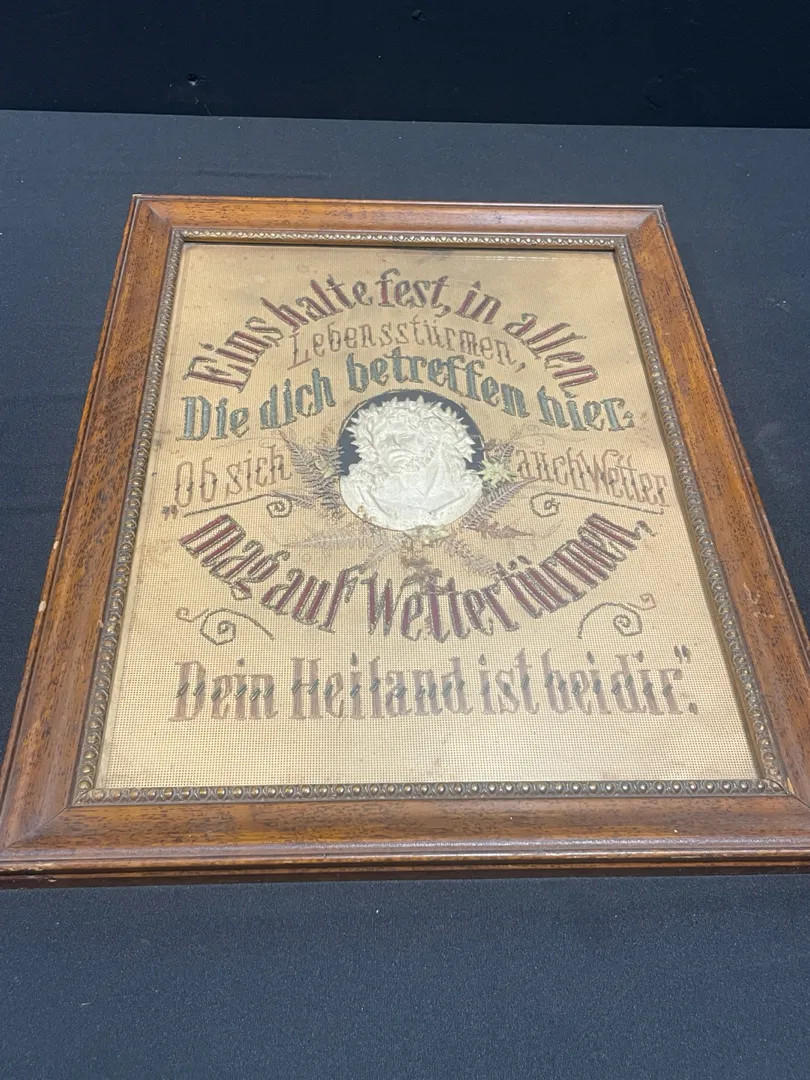 Eins halte fest, in allen
Lebensstürmen,
Die dich betreffen hier:
Ob sich auch Wetter
mag auf Wetter türmen,
„Dein Heiland ist bei dir."